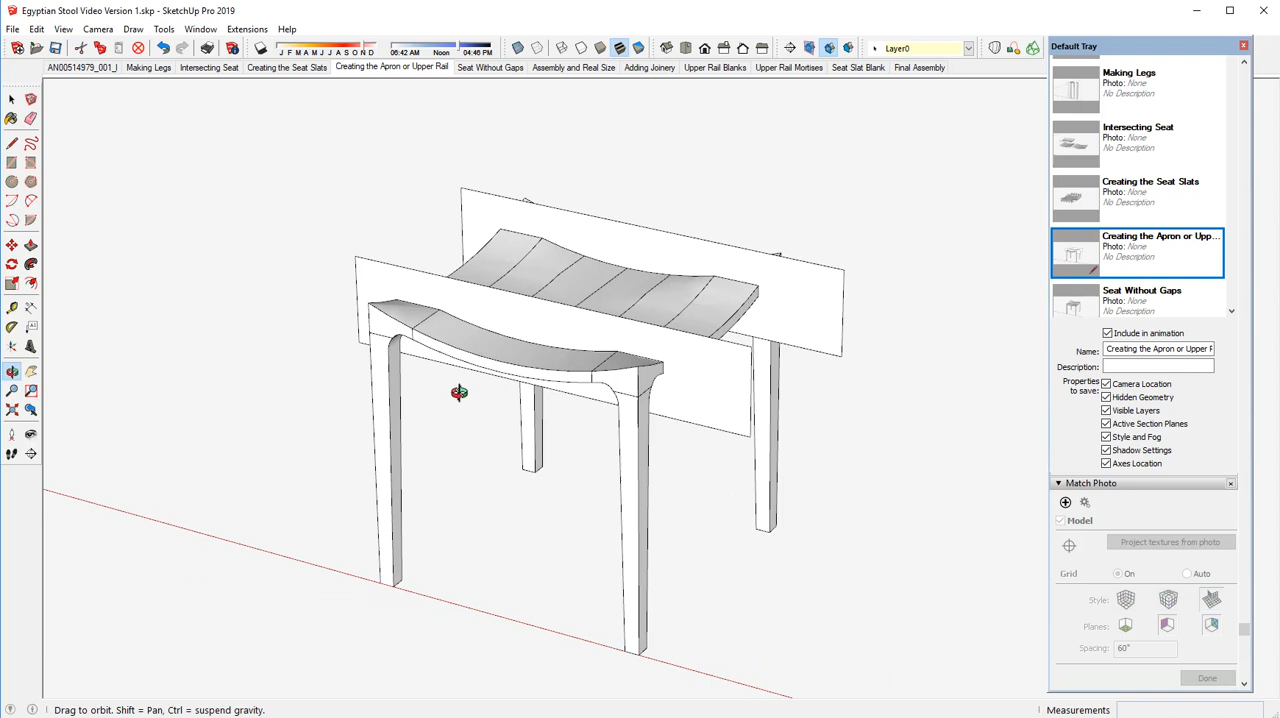 Egyptian Stool Video Version 1.skp - SketchUp Pro 2019
File Edit View Camera Draw Tools Window Extensions Help
J F M A M J J A S O N D 06:42 AM Noon 04:46 PM Layer0
AN00514979_001_l Making Legs Intersecting Seat Creating the Seat Slats Creating the Apron or Upper Rail Seat Without Gaps Assembly and Real Size Adding Joinery Upper Rail Blanks Upper Rail Mortises Seat Slat Blank Final Assembly
Default Tray
Making Legs
Photo: None
No Description
Intersecting Seat
Photo: None
No Description
Creating the Seat Slats
Photo: None
No Description
Creating the Apron or Upp...
Photo: None
No Description
Seat Without Gaps
Photo: None
No Description
Include in animation
Name: Creating the Apron or Upper F
Description:
Properties to save:
Camera Location
Hidden Geometry
Visible Layers
Active Section Planes
Style and Fog
Shadow Settings
Axes Location
Match Photo
Model
Project textures from photo
Grid On Auto
Style:
Planes:
Spacing: 60"
Done
Drag to orbit. Shift = Pan, Ctrl = suspend gravity.
Measurements